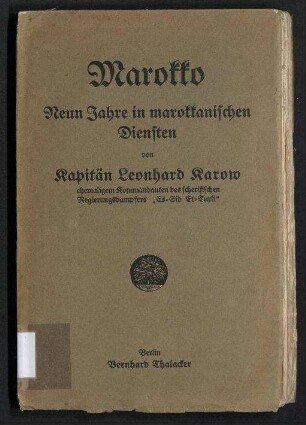 Marokko
Neun Jahre in marokkanischen
Diensten
von
Kapitän Leonhard Karow
ehemaligem Kommandanten des scherifischen
Regierungsdampfers „Es-Sid Et-Turki“
Berlin
Bernhard Thalacker